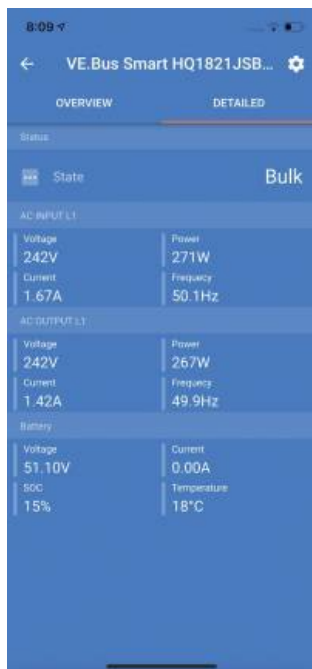 8:09
VE.Bus Smart HQ1821JSB...
OVERVIEW DETAILED
Status
State Bulk
AC INPUT L1
Voltage Power
242V 271W
Current Frequecy
1.67A 50.1Hz
AC OUTPUT L1
Voltage Power
242V 267W
Current Frequecy
1.42A 49.9Hz
Battery
Voltage Current
51.10V 0.00A
SOC Temperature
15% 18°C